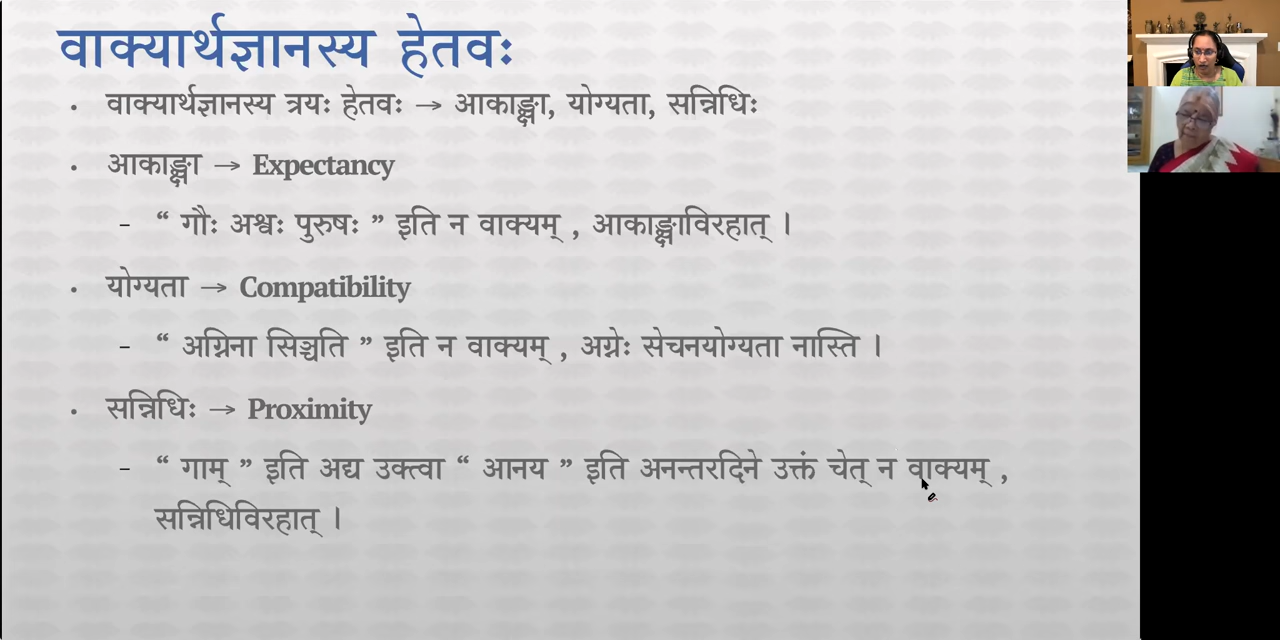 वाक्यार्थज्ञानस्य हेतवः
• वाक्यार्थज्ञानस्य त्रयः हेतवः → आकाङ्क्षा, योग्यता, सन्निधिः
• आकाङ्क्षा → Expectancy
- “ गौः अश्वः पुरुषः ” इति न वाक्यम् , आकाङ्क्षाविरहात् ।
• योग्यता → Compatibility
- “ अग्निना सिञ्चति ” इति न वाक्यम् , अग्नेः सेचनयोग्यता नास्ति ।
• सन्निधिः → Proximity
- “ गाम् ” इति अद्य उक्त्वा “ आनय ” इति अनन्तरदिने उक्तं चेत् न वाक्यम् ,
सन्निधिविरहात् ।